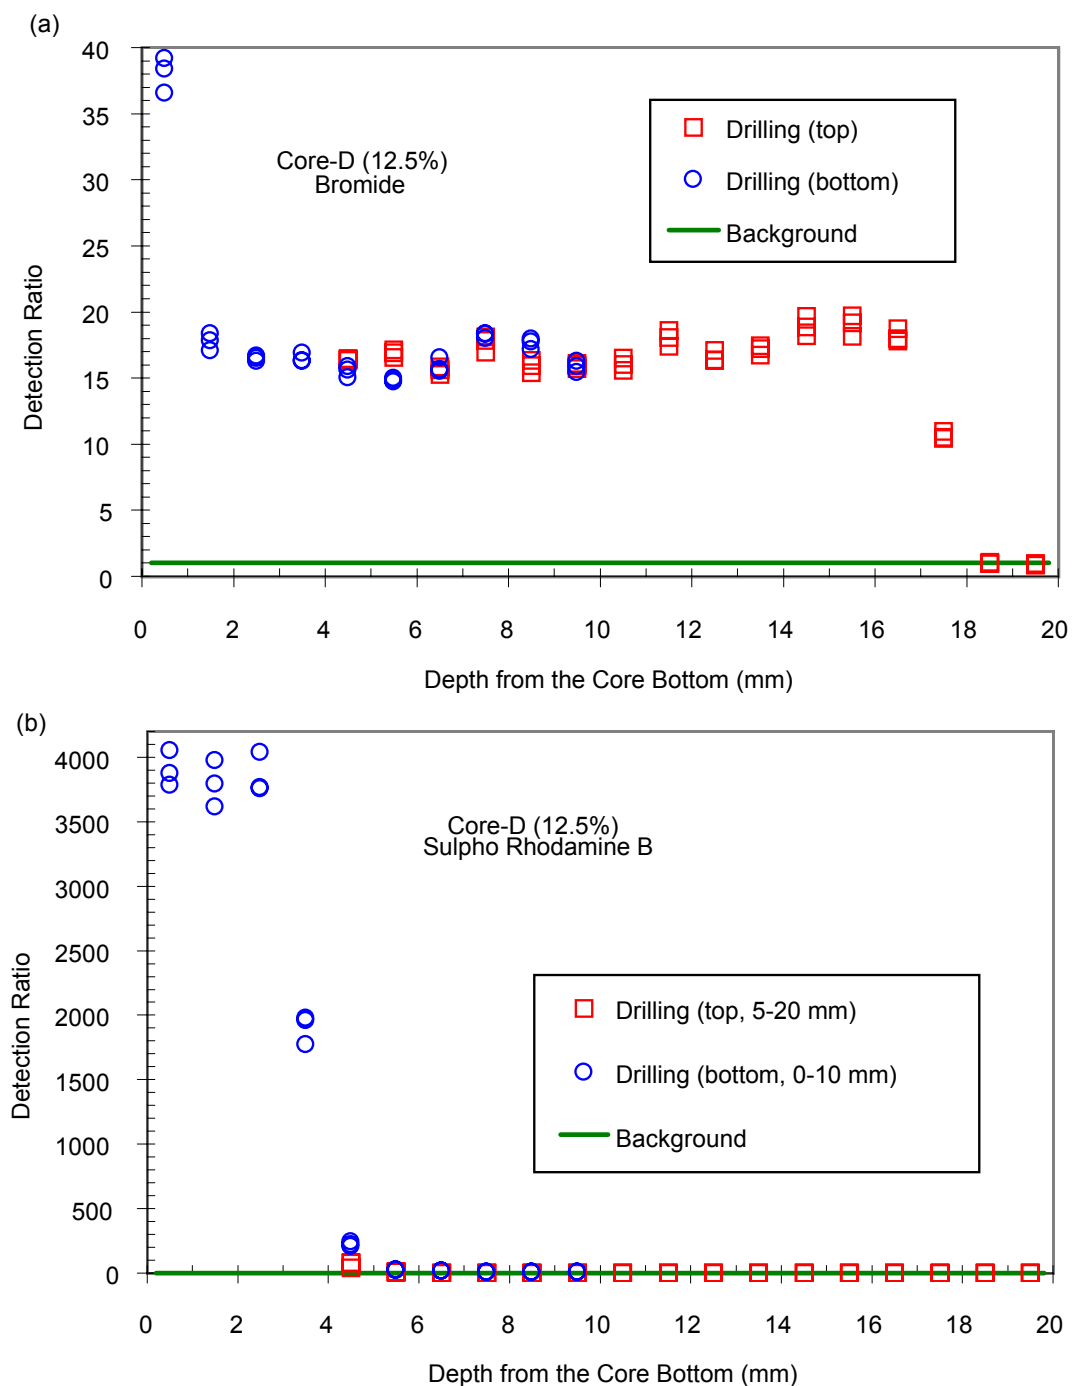 (a)
40
35
30
25
20
15
10
5
0
Detection Ratio
Core-D (12.5%)
Bromide
Drilling (top)
Drilling (bottom)
Background
0 2 4 6 8 10 12 14 16 18 20
Depth from the Core Bottom (mm)
(b)
4000
3500
3000
2500
2000
1500
1000
500
0
Detection Ratio
Core-D (12.5%)
Sulpho Rhodamine B
Drilling (top, 5-20 mm)
Drilling (bottom, 0-10 mm)
Background
0 2 4 6 8 10 12 14 16 18 20
Depth from the Core Bottom (mm)